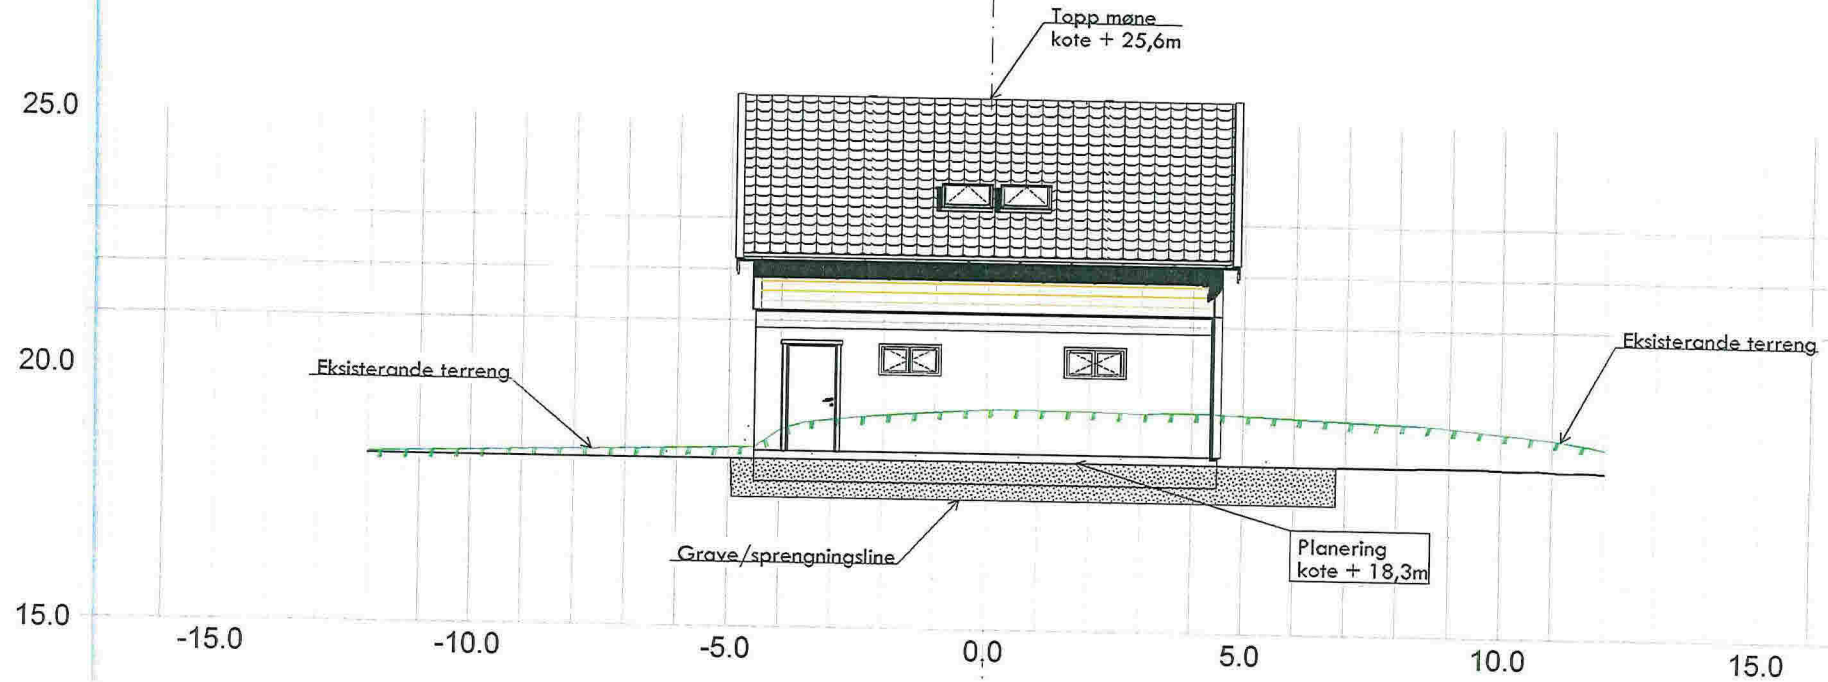 Topp møne
kote + 25,6m
25.0
20.0
Eksisterande terreng
Eksisterande terreng
Grave/sprengningsline
Planering
kote + 18,3m
15.0
-15.0
-10.0
-5.0
0.0
5.0
10.0
15.0